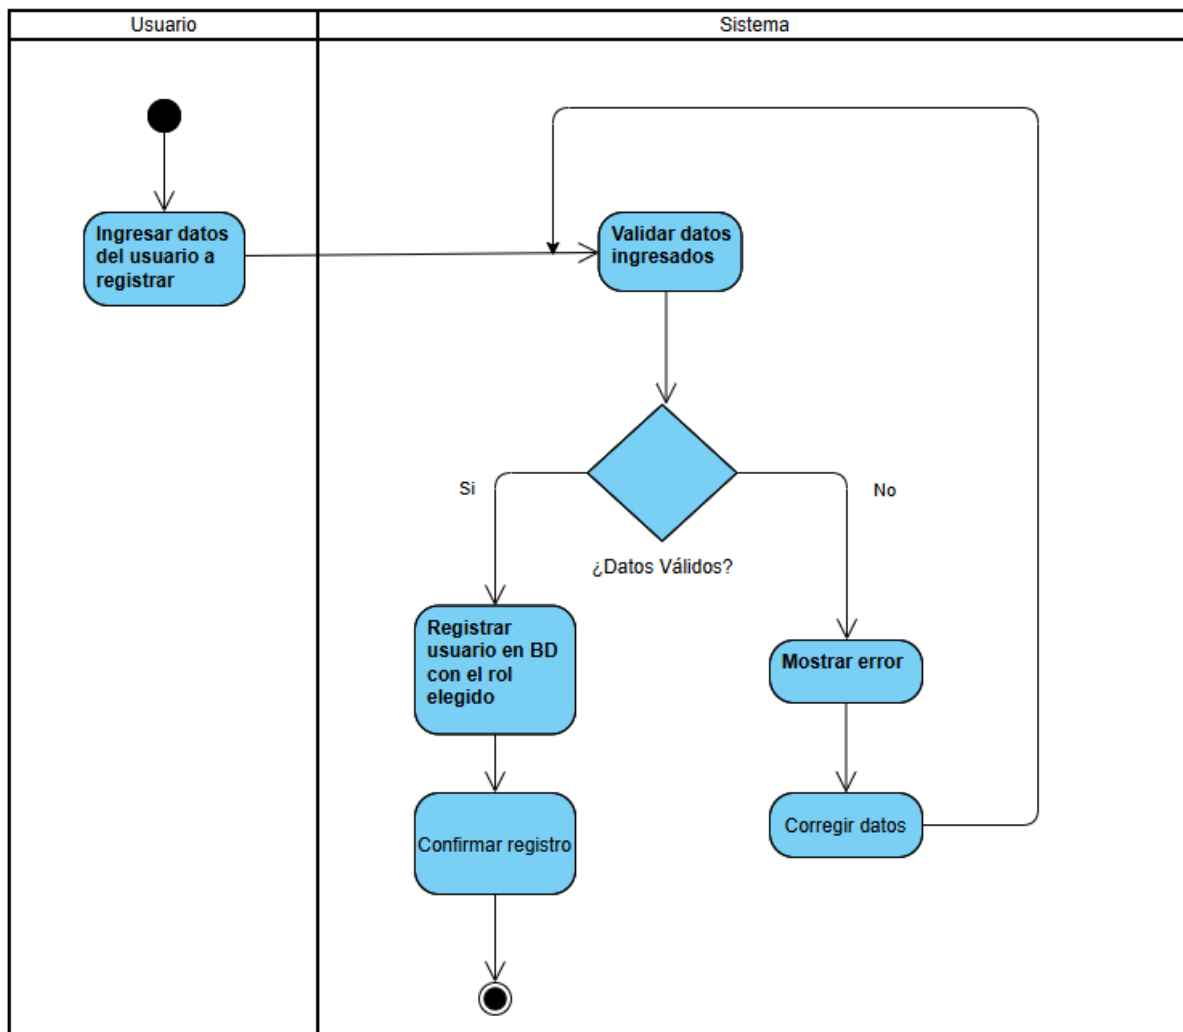 Usuario
Sistema
Ingresar datos
del usuario a
registrar
Validar datos
ingresados
Si
No
¿Datos Válidos?
Registrar
usuario en BD
con el rol
elegido
Mostrar error
Confirmar registro
Corregir datos